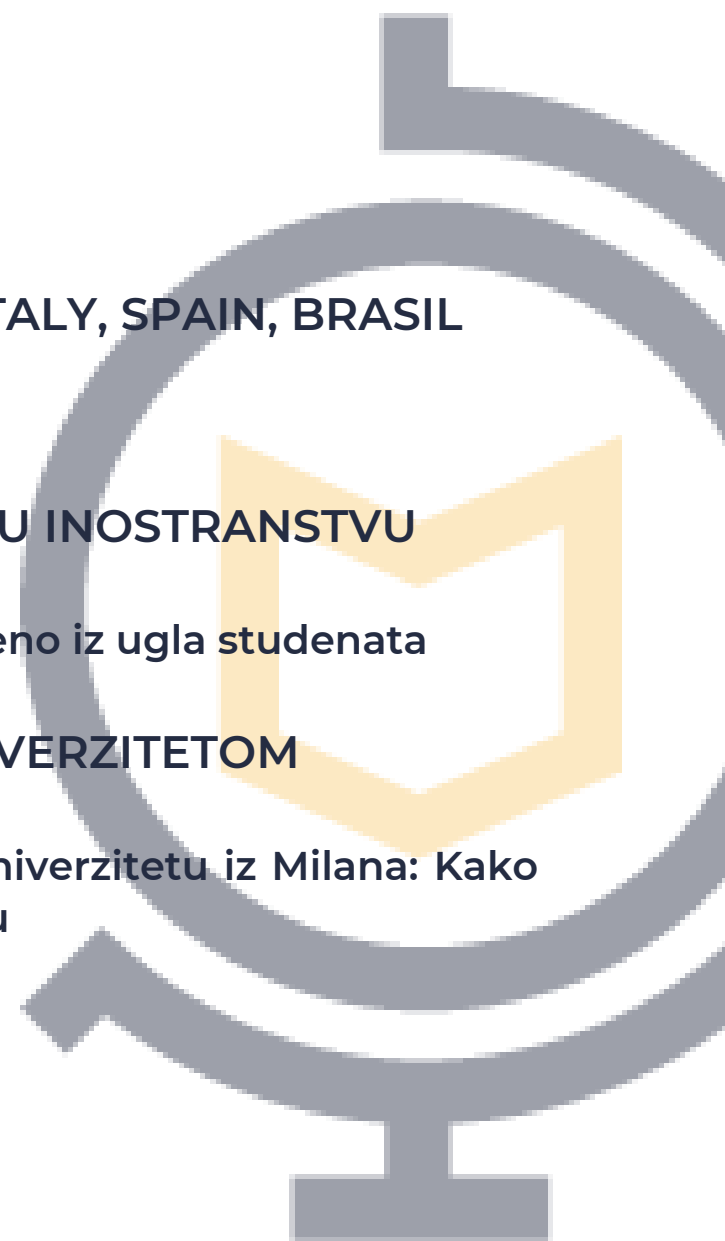 TALY, SPAIN, BRASIL
U INOSTRANSTVU
eno iz ugla studenata
VERZITETOM
niverzitetu iz Milana: Kako
u